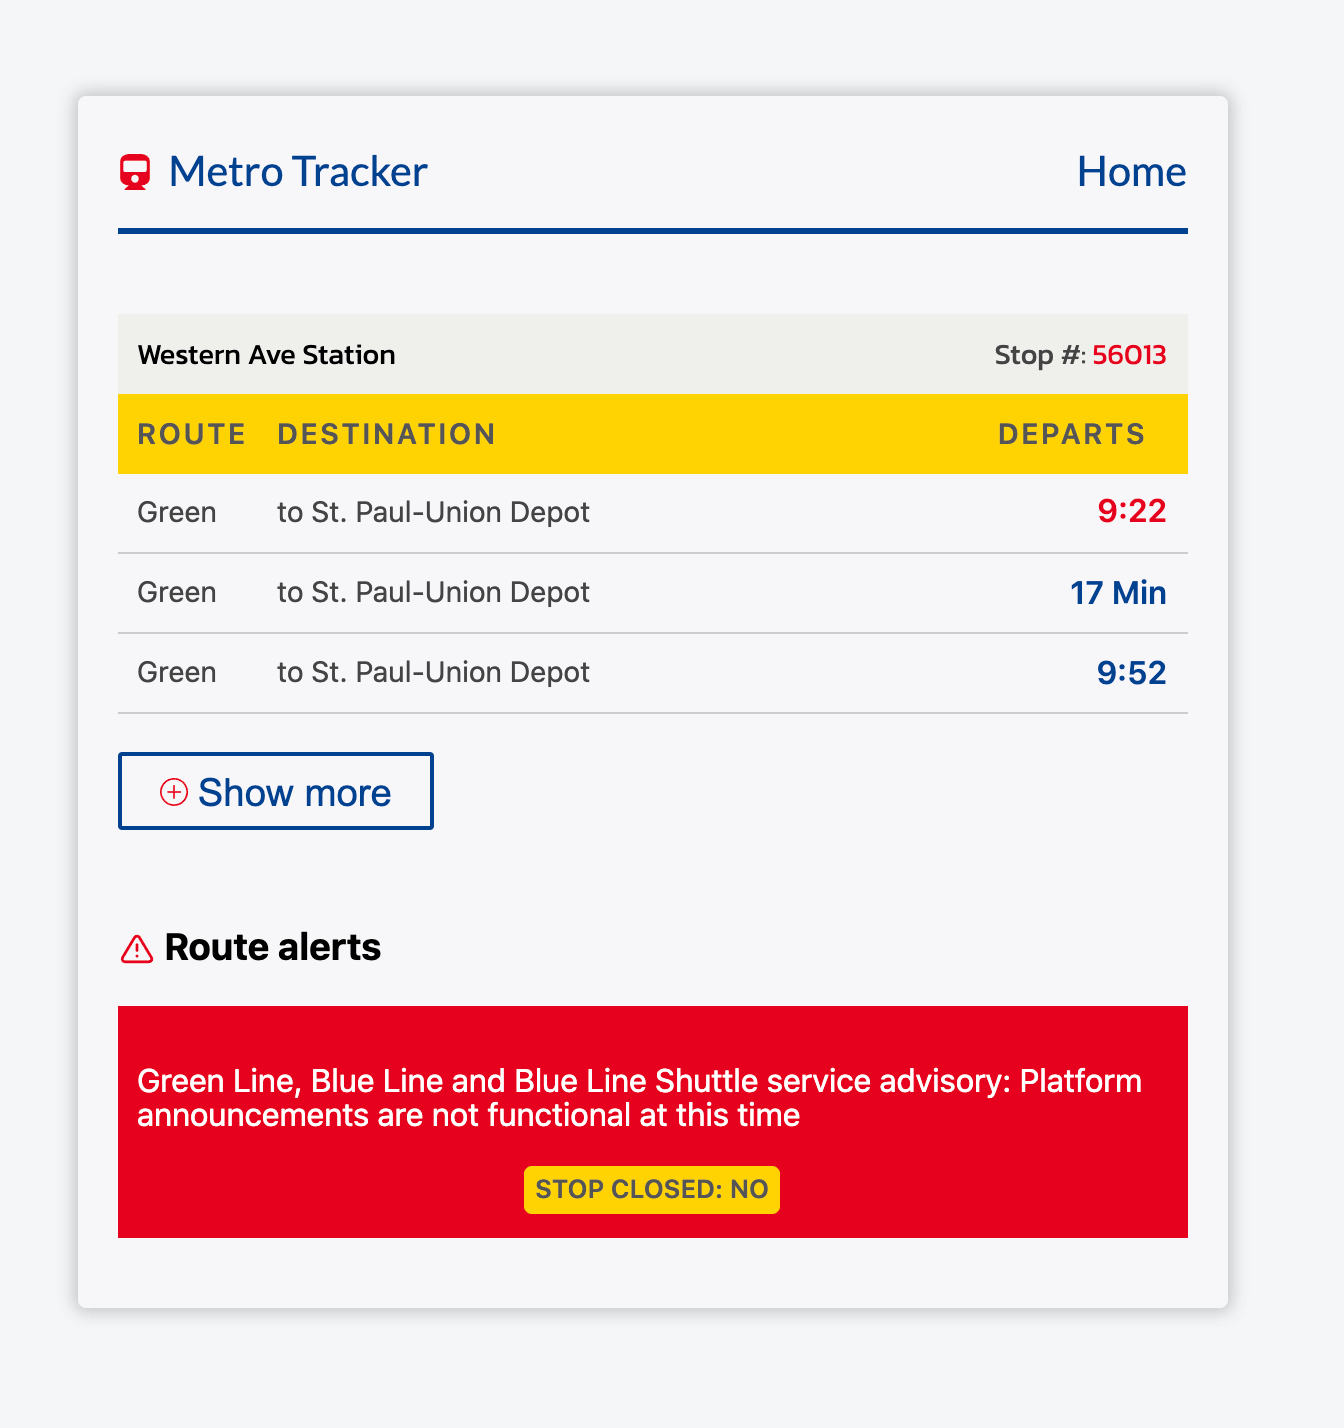 Metro Tracker Home
Western Ave Station Stop #: 56013
ROUTE DESTINATION DEPARTS
Green to St. Paul-Union Depot 9:22
Green to St. Paul-Union Depot 17 Min
Green to St. Paul-Union Depot 9:52
Show more
Route alerts
Green Line, Blue Line and Blue Line Shuttle service advisory: Platform
announcements are not functional at this time
STOP CLOSED: NO